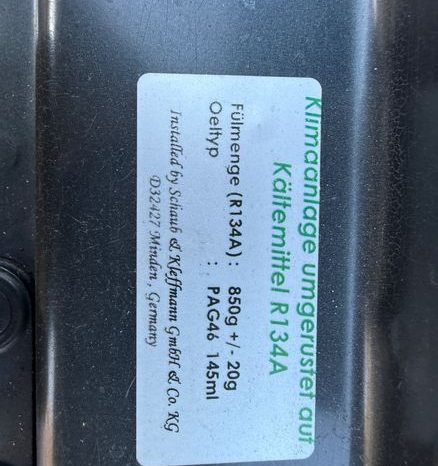 Klimaanlage umgerüstet auf
Kältemittel R134A
Füllmenge (R134A) : 850g +/- 20g
Oeltyp : PAG46 145ml
Installed by Schaub & Kleffmann GmbH & Co. KG
D32427 Minden , Germany